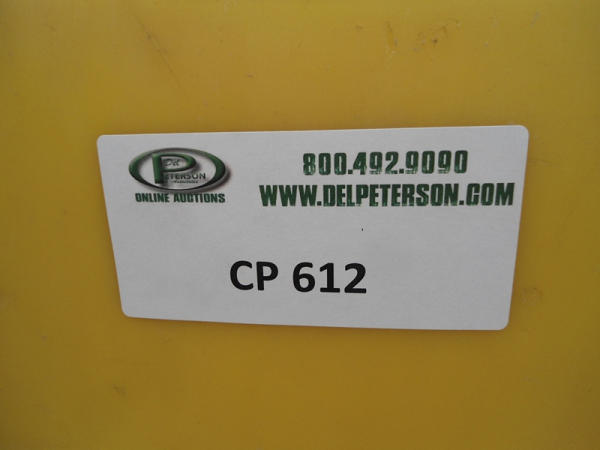 Del
PETERSON
ONLINE AUCTIONS
800.492.9090
WWW.DELPETERSON.COM
CP 612